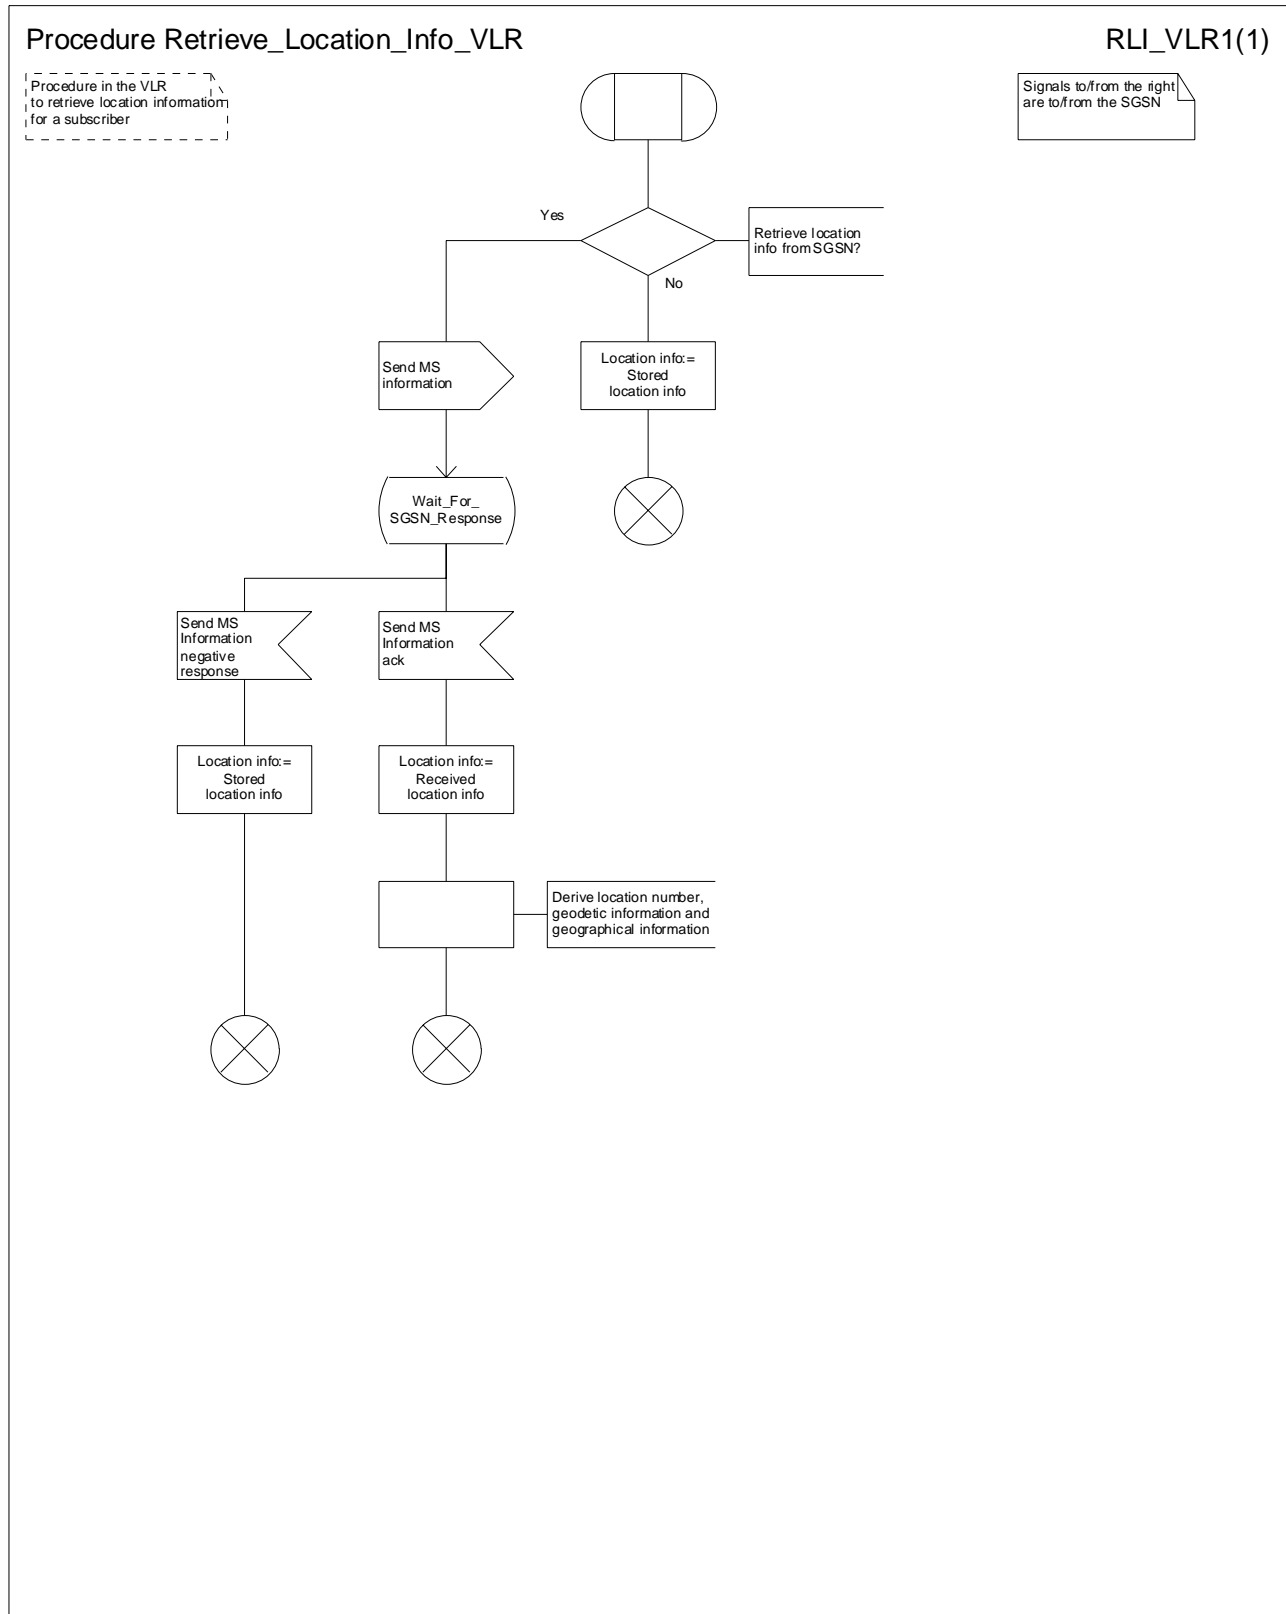 Procedure Retrieve_Location_Info_VLR
RLI_VLR1(1)
Procedure in the VLR
to retrieve location information
for a subscriber
Signals to/from the right
are to/from the SGSN
Yes
Retrieve location
info from SGSN?
No
Send MS
information
Location info:=
Stored
location info
Wait_For_
SGSN_Response
Send MS
Information
negative
response
Send MS
Information
ack
Location info:=
Stored
location info
Location info:=
Received
location info
Derive location number,
geodetic information and
geographical information